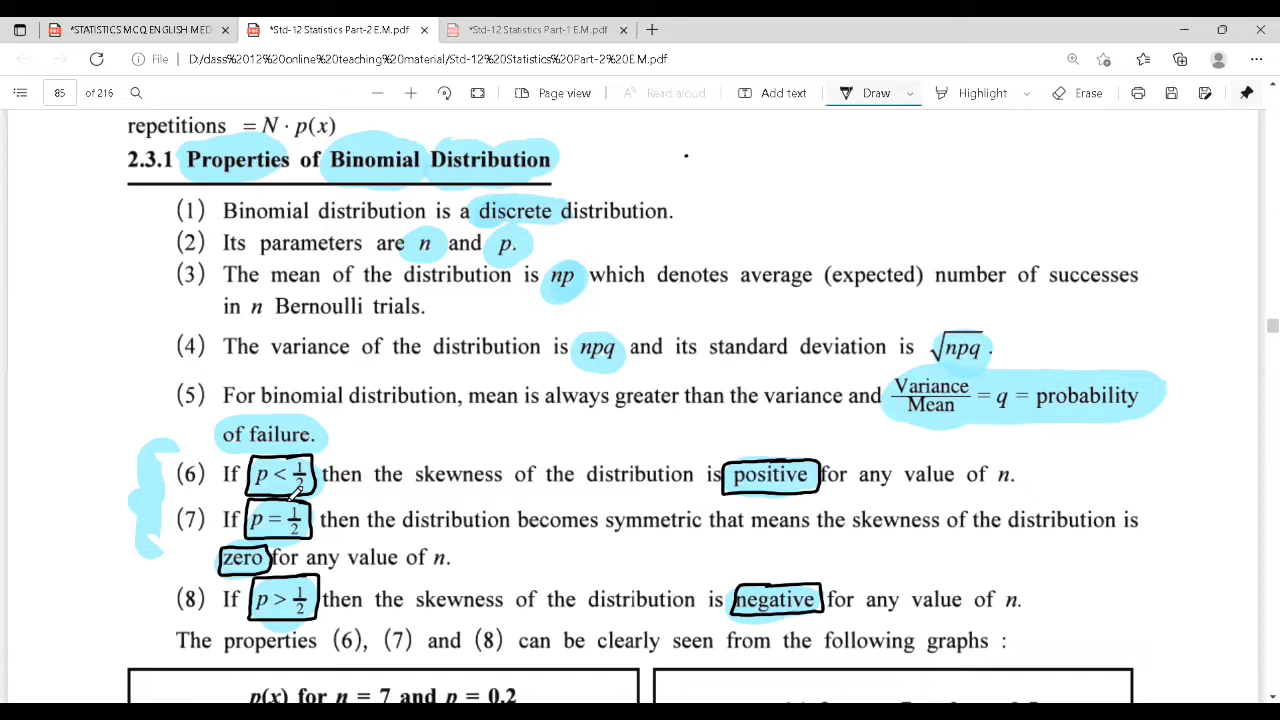 *STATISTICS MCQ ENGLISH MED
*Std-12 Statistics Part-2 E.M.pdf
*Std-12 Statistics Part-1 E.M.pdf
File
D:/class%2012%20online%20teaching%20material/Std-12%20Statistics%20Part-2%20E.M.pdf
85 of 216
Page view
Read aloud
Add text
Draw
Highlight
Erase
repetitions = N · p(x)
2.3.1 Properties of Binomial Distribution
(1) Binomial distribution is a discrete distribution.
(2) Its parameters are n and p.
(3) The mean of the distribution is np which denotes average (expected) number of successes
in n Bernoulli trials.
(4) The variance of the distribution is npq and its standard deviation is √npq.
(5) For binomial distribution, mean is always greater than the variance and Variance/Mean = q = probability
of failure.
(6) If p < 1/2 then the skewness of the distribution is positive for any value of n.
(7) If p = 1/2 then the distribution becomes symmetric that means the skewness of the distribution is
zero for any value of n.
(8) If p > 1/2 then the skewness of the distribution is negative for any value of n.
The properties (6), (7) and (8) can be clearly seen from the following graphs :
p(x) for n = 7 and p = 0.2